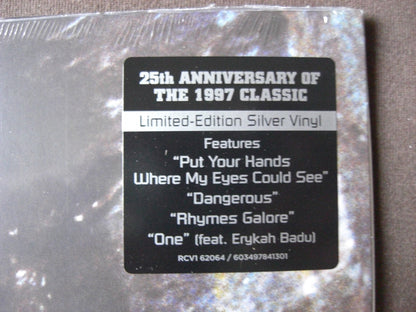 25th ANNIVERSARY OF
THE 1997 CLASSIC
Limited-Edition Silver Vinyl
Features
“Put Your Hands
Where My Eyes Could See”
“Dangerous”
“Rhymes Galore”
“One” (feat. Erykah Badu)
RCV1 62064 / 603497841301